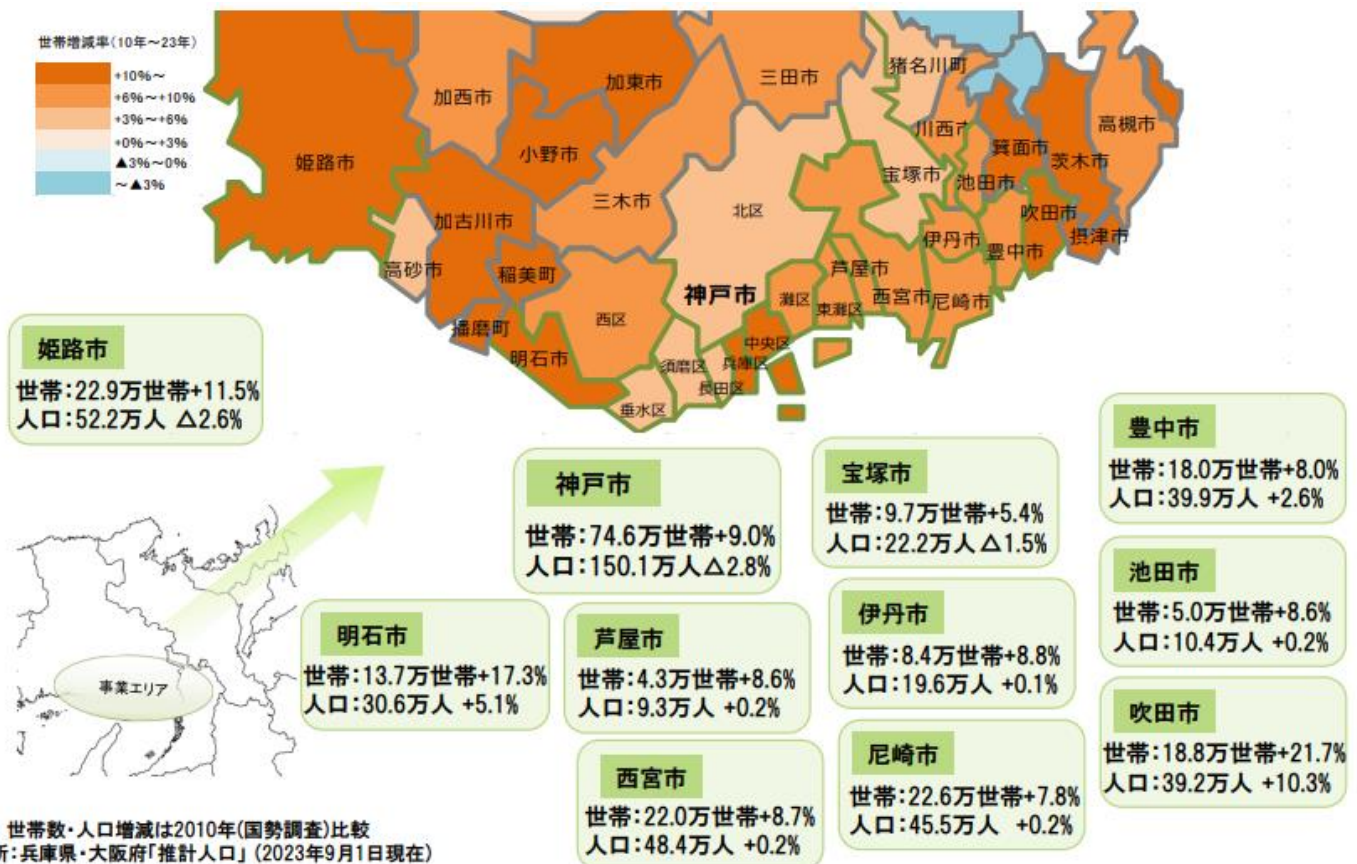 世帯増減率(10年～23年)
+10%～
+6%～+10%
+3%～+6%
+0%～+3%
▲3%～0%
～▲3%
猪名川町
加東市
三田市
加西市
高槻市
川西市
箕面市
小野市
茨木市
姫路市
宝塚市
池田市
三木市
北区
吹田市
加古川市
伊丹市
摂津市
豊中市
高砂市
稲美町
芦屋市
神戸市
灘区
西宮市
尼崎市
東灘区
西区
播磨町
中央区
明石市
須磨区
兵庫区
長田区
垂水区
姫路市
世帯:22.9万世帯+11.5%
人口:52.2万人 △2.6%
神戸市
世帯:74.6万世帯+9.0%
人口:150.1万人△2.8%
宝塚市
世帯:9.7万世帯+5.4%
人口:22.2万人△1.5%
豊中市
世帯:18.0万世帯+8.0%
人口:39.9万人 +2.6%
池田市
世帯:5.0万世帯+8.6%
人口:10.4万人 +0.2%
明石市
世帯:13.7万世帯+17.3%
人口:30.6万人 +5.1%
芦屋市
世帯:4.3万世帯+8.6%
人口:9.3万人 +0.2%
伊丹市
世帯:8.4万世帯+8.8%
人口:19.6万人 +0.1%
吹田市
世帯:18.8万世帯+21.7%
人口:39.2万人 +10.3%
西宮市
世帯:22.0万世帯+8.7%
人口:48.4万人 +0.2%
尼崎市
世帯:22.6万世帯+7.8%
人口:45.5万人 +0.2%
事業エリア
世帯数・人口増減は2010年(国勢調査)比較
所:兵庫県・大阪府「推計人口」(2023年9月1日現在)